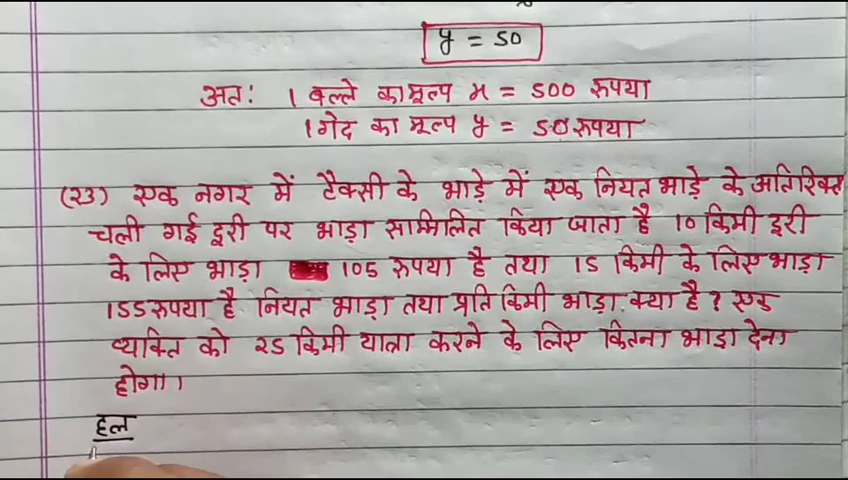 y = 50
अतः 1 बल्ले का मूल्य x = 500 रुपया
1 गेंद का मूल्य y = 50 रुपया
(23) एक नगर में टैक्सी के भाड़े में एक नियत भाड़े के अतिरिक्त
चली गई दूरी पर भाड़ा सम्मिलित किया जाता है 10 किमी दूरी
के लिए भाड़ा 105 रुपया है तथा 15 किमी के लिए भाड़ा
155 रुपया है नियत भाड़ा तथा प्रति किमी भाड़ा क्या है? एक
व्यक्ति को 25 किमी यात्रा करने के लिए कितना भाड़ा देना
होगा।
हल